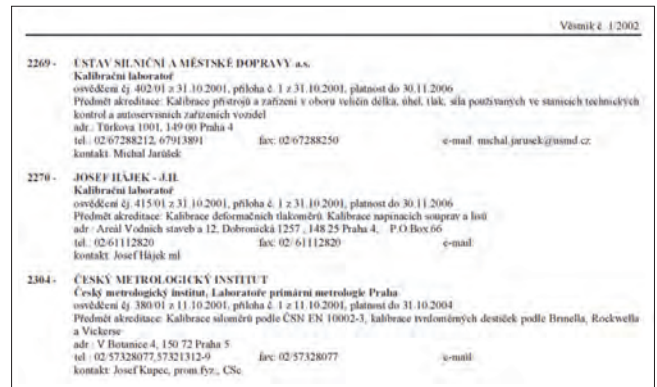 Věstník č. 1/2002
2269 - ÚSTAV SILNIČNÍ A MĚSTSKÉ DOPRAVY a.s.
Kalibrační laboratoř
osvědčení čj. 402/01 z 31.10.2001, příloha č. 1 z 31.10.2001, platnost do 30.11.2006
Předmět akreditace: Kalibrace přístrojů a zařízení v oboru veličin délka, úhel, tlak, síla používaných ve stanicích technických
kontrol a autoservisních zařízeních vozidel
adr.: Türkova 1001, 149 00 Praha 4
tel.: 02/67288212, 67913891 fax: 02/67288250 e-mail: michal.jarusek@usmd.cz
kontakt: Michal Jarůšek
2270 - JOSEF HÁJEK - J.H.
Kalibrační laboratoř
osvědčení čj. 415/01 z 31.10.2001, příloha č. 1 z 31.10.2001, platnost do 30.11.2006
Předmět akreditace: Kalibrace deformačních tlakoměrů. Kalibrace napínacích souprav a lisů
adr.: Areál Vodních staveb a 12, Dobronická 1257 , 148 25 Praha 4, P.O.Box 66
tel.: 02/61112820 fax: 02/ 61112820 e-mail:
kontakt: Josef Hájek ml.
2304 - ČESKÝ METROLOGICKÝ INSTITUT
Český metrologický institut, Laboratoře primární metrologie Praha
osvědčení čj. 380/01 z 11.10.2001, příloha č. 1 z 11.10.2001, platnost do 31.10.2004
Předmět akreditace: Kalibrace siloměrů podle ČSN EN 10002-3, kalibrace tvrdoměrných destiček podle Brinella, Rockwella
a Vickerse
adr.: V Botanice 4, 150 72 Praha 5
tel.: 02/57328077,57321312-9 fax: 02/57328077 e-mail:
kontakt: Josef Kupec, prom.fyz., CSc